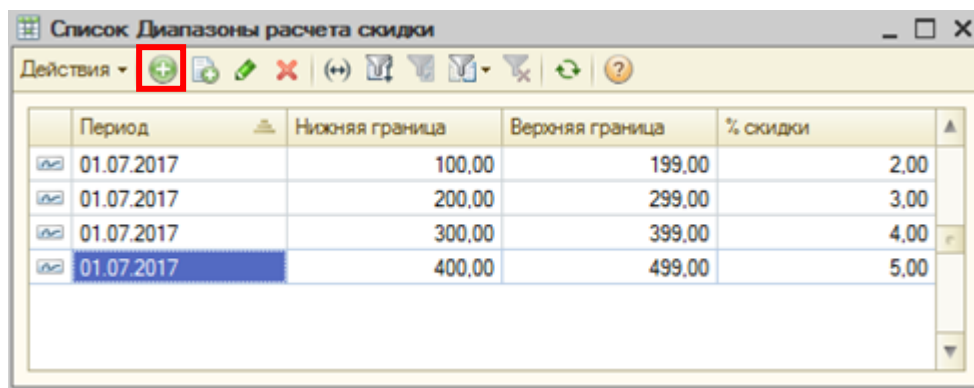 Список Диапазоны расчета скидки
Действия
Период Нижняя граница Верхняя граница % скидки
01.07.2017 100,00 199,00 2,00
01.07.2017 200,00 299,00 3,00
01.07.2017 300,00 399,00 4,00
01.07.2017 400,00 499,00 5,00